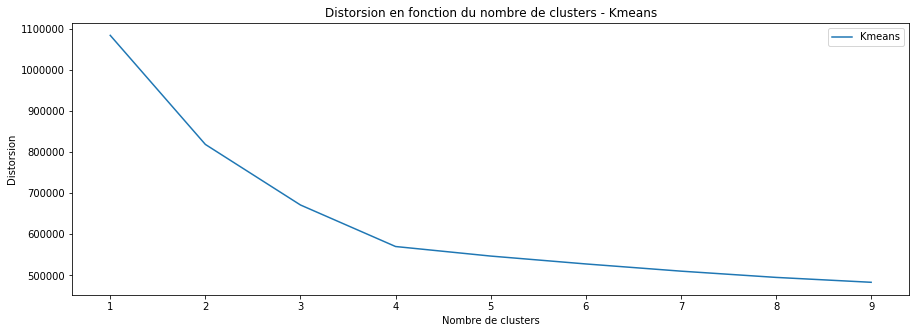 Distorsion en fonction du nombre de clusters - Kmeans
Kmeans
1100000
1000000
900000
800000
700000
600000
500000
Distorsion
1 2 3 4 5 6 7 8 9
Nombre de clusters